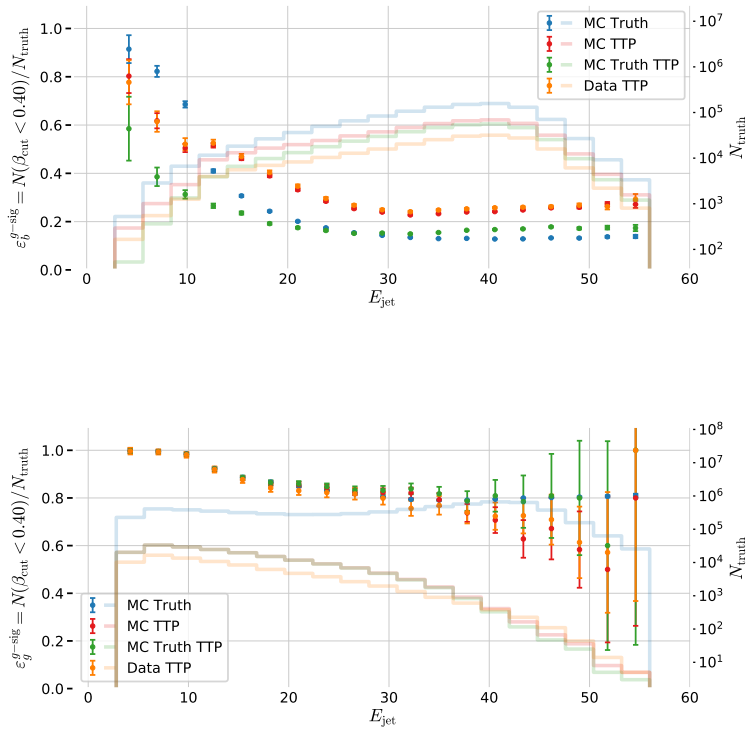 1.0
0.8
0.6
0.4
0.2
0.0
0 10 20 30 40 50 60
E_jet
ε_b^{g−sig} = N(β_cut < 0.40)/N_truth
10^7
10^6
10^5
10^4
10^3
10^2
N_truth
MC Truth
MC TTP
MC Truth TTP
Data TTP
1.0
0.8
0.6
0.4
0.2
0.0
0 10 20 30 40 50 60
E_jet
ε_g^{g−sig} = N(β_cut < 0.40)/N_truth
10^8
10^7
10^6
10^5
10^4
10^3
10^2
10^1
N_truth
MC Truth
MC TTP
MC Truth TTP
Data TTP